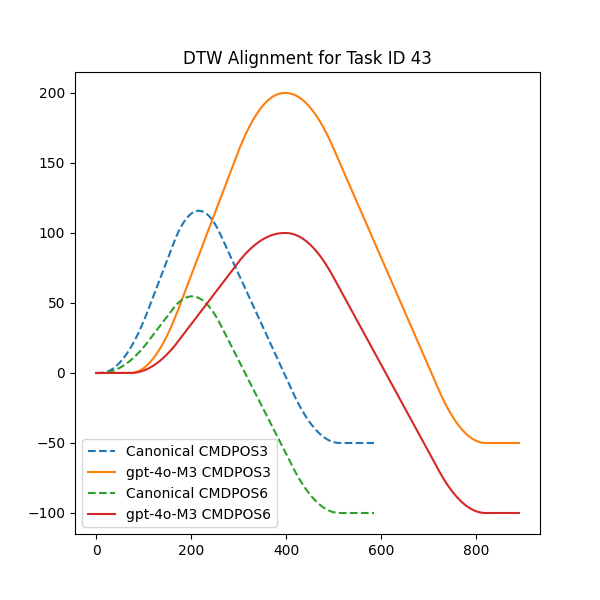 DTW Alignment for Task ID 43
200
150
100
50
0
−50
−100
Canonical CMDPOS3
gpt-4o-M3 CMDPOS3
Canonical CMDPOS6
gpt-4o-M3 CMDPOS6
0 200 400 600 800